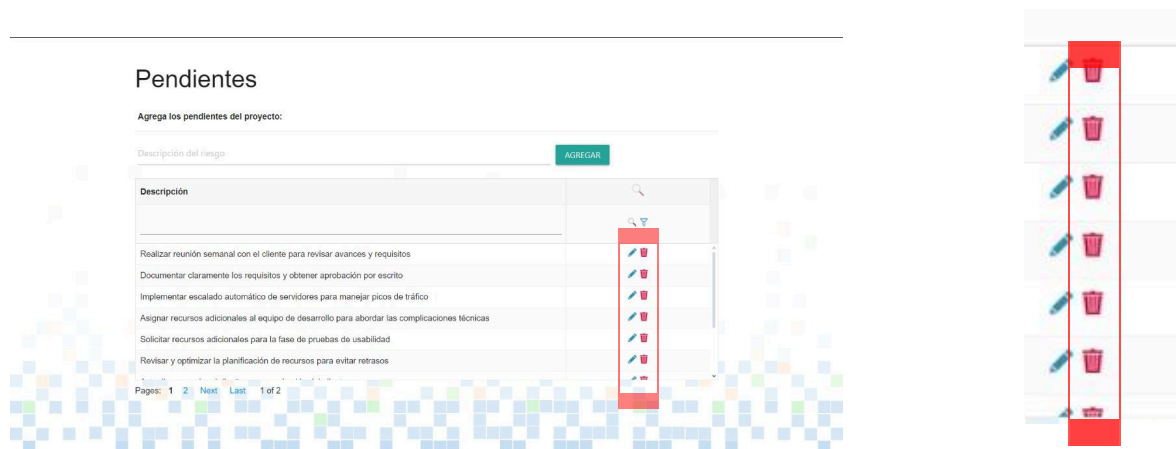 Pendientes
Agrega los pendientes del proyecto:
Descripción del riesgo
AGREGAR
Descripción
Realizar reunión semanal con el cliente para revisar avances y requisitos
Documentar claramente los requisitos y obtener aprobación por escrito
Implementar escalado automático de servidores para manejar picos de tráfico
Asignar recursos adicionales al equipo de desarrollo para abordar las complicaciones técnicas
Solicitar recursos adicionales para la fase de pruebas de usabilidad
Revisar y optimizar la planificación de recursos para evitar retrasos
Pages: 1 2 Next Last 1 of 2